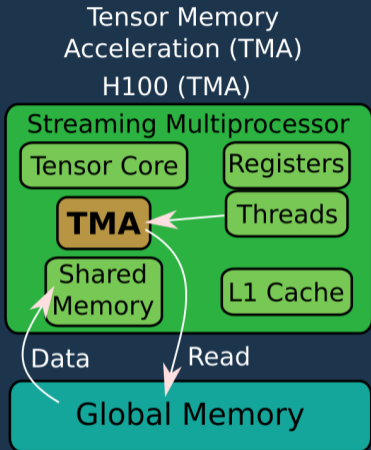 Tensor Memory
Acceleration (TMA)
H100 (TMA)
Streaming Multiprocessor
Tensor Core
Registers
TMA
Threads
Shared
Memory
L1 Cache
Data
Read
Global Memory